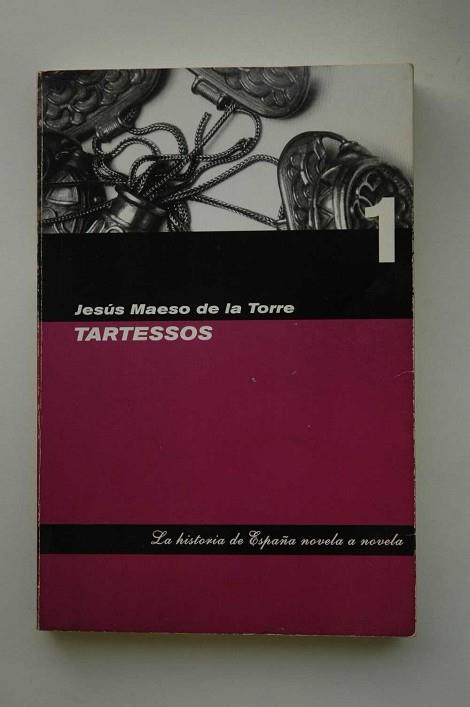 1
Jesús Maeso de la Torre
TARTESSOS
La historia de España novela a novela